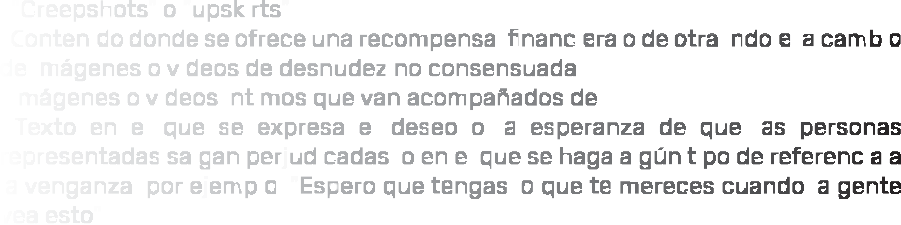 Creepshots o upskirts
Contenido donde se ofrece una recompensa financiera o de otra índole a cambio
de imágenes o videos de desnudez no consensuada
imágenes o videos íntimos que van acompañados de
Texto en el que se expresa el deseo o la esperanza de que las personas
representadas salgan perjudicadas o en el que se haga algún tipo de referencia a
la venganza por ejemplo "Espero que tengas lo que te mereces cuando la gente
vea esto